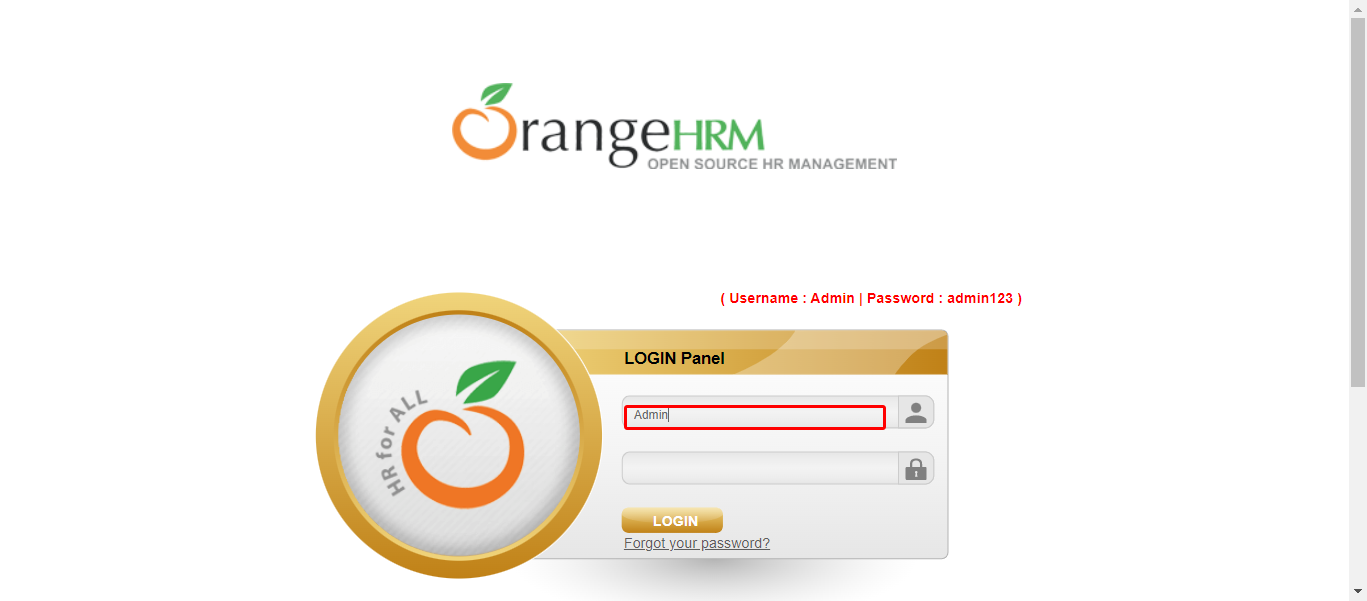 OrangeHRM
OPEN SOURCE HR MANAGEMENT
( Username : Admin | Password : admin123 )
LOGIN Panel
HR for ALL
Admin
LOGIN
Forgot your password?